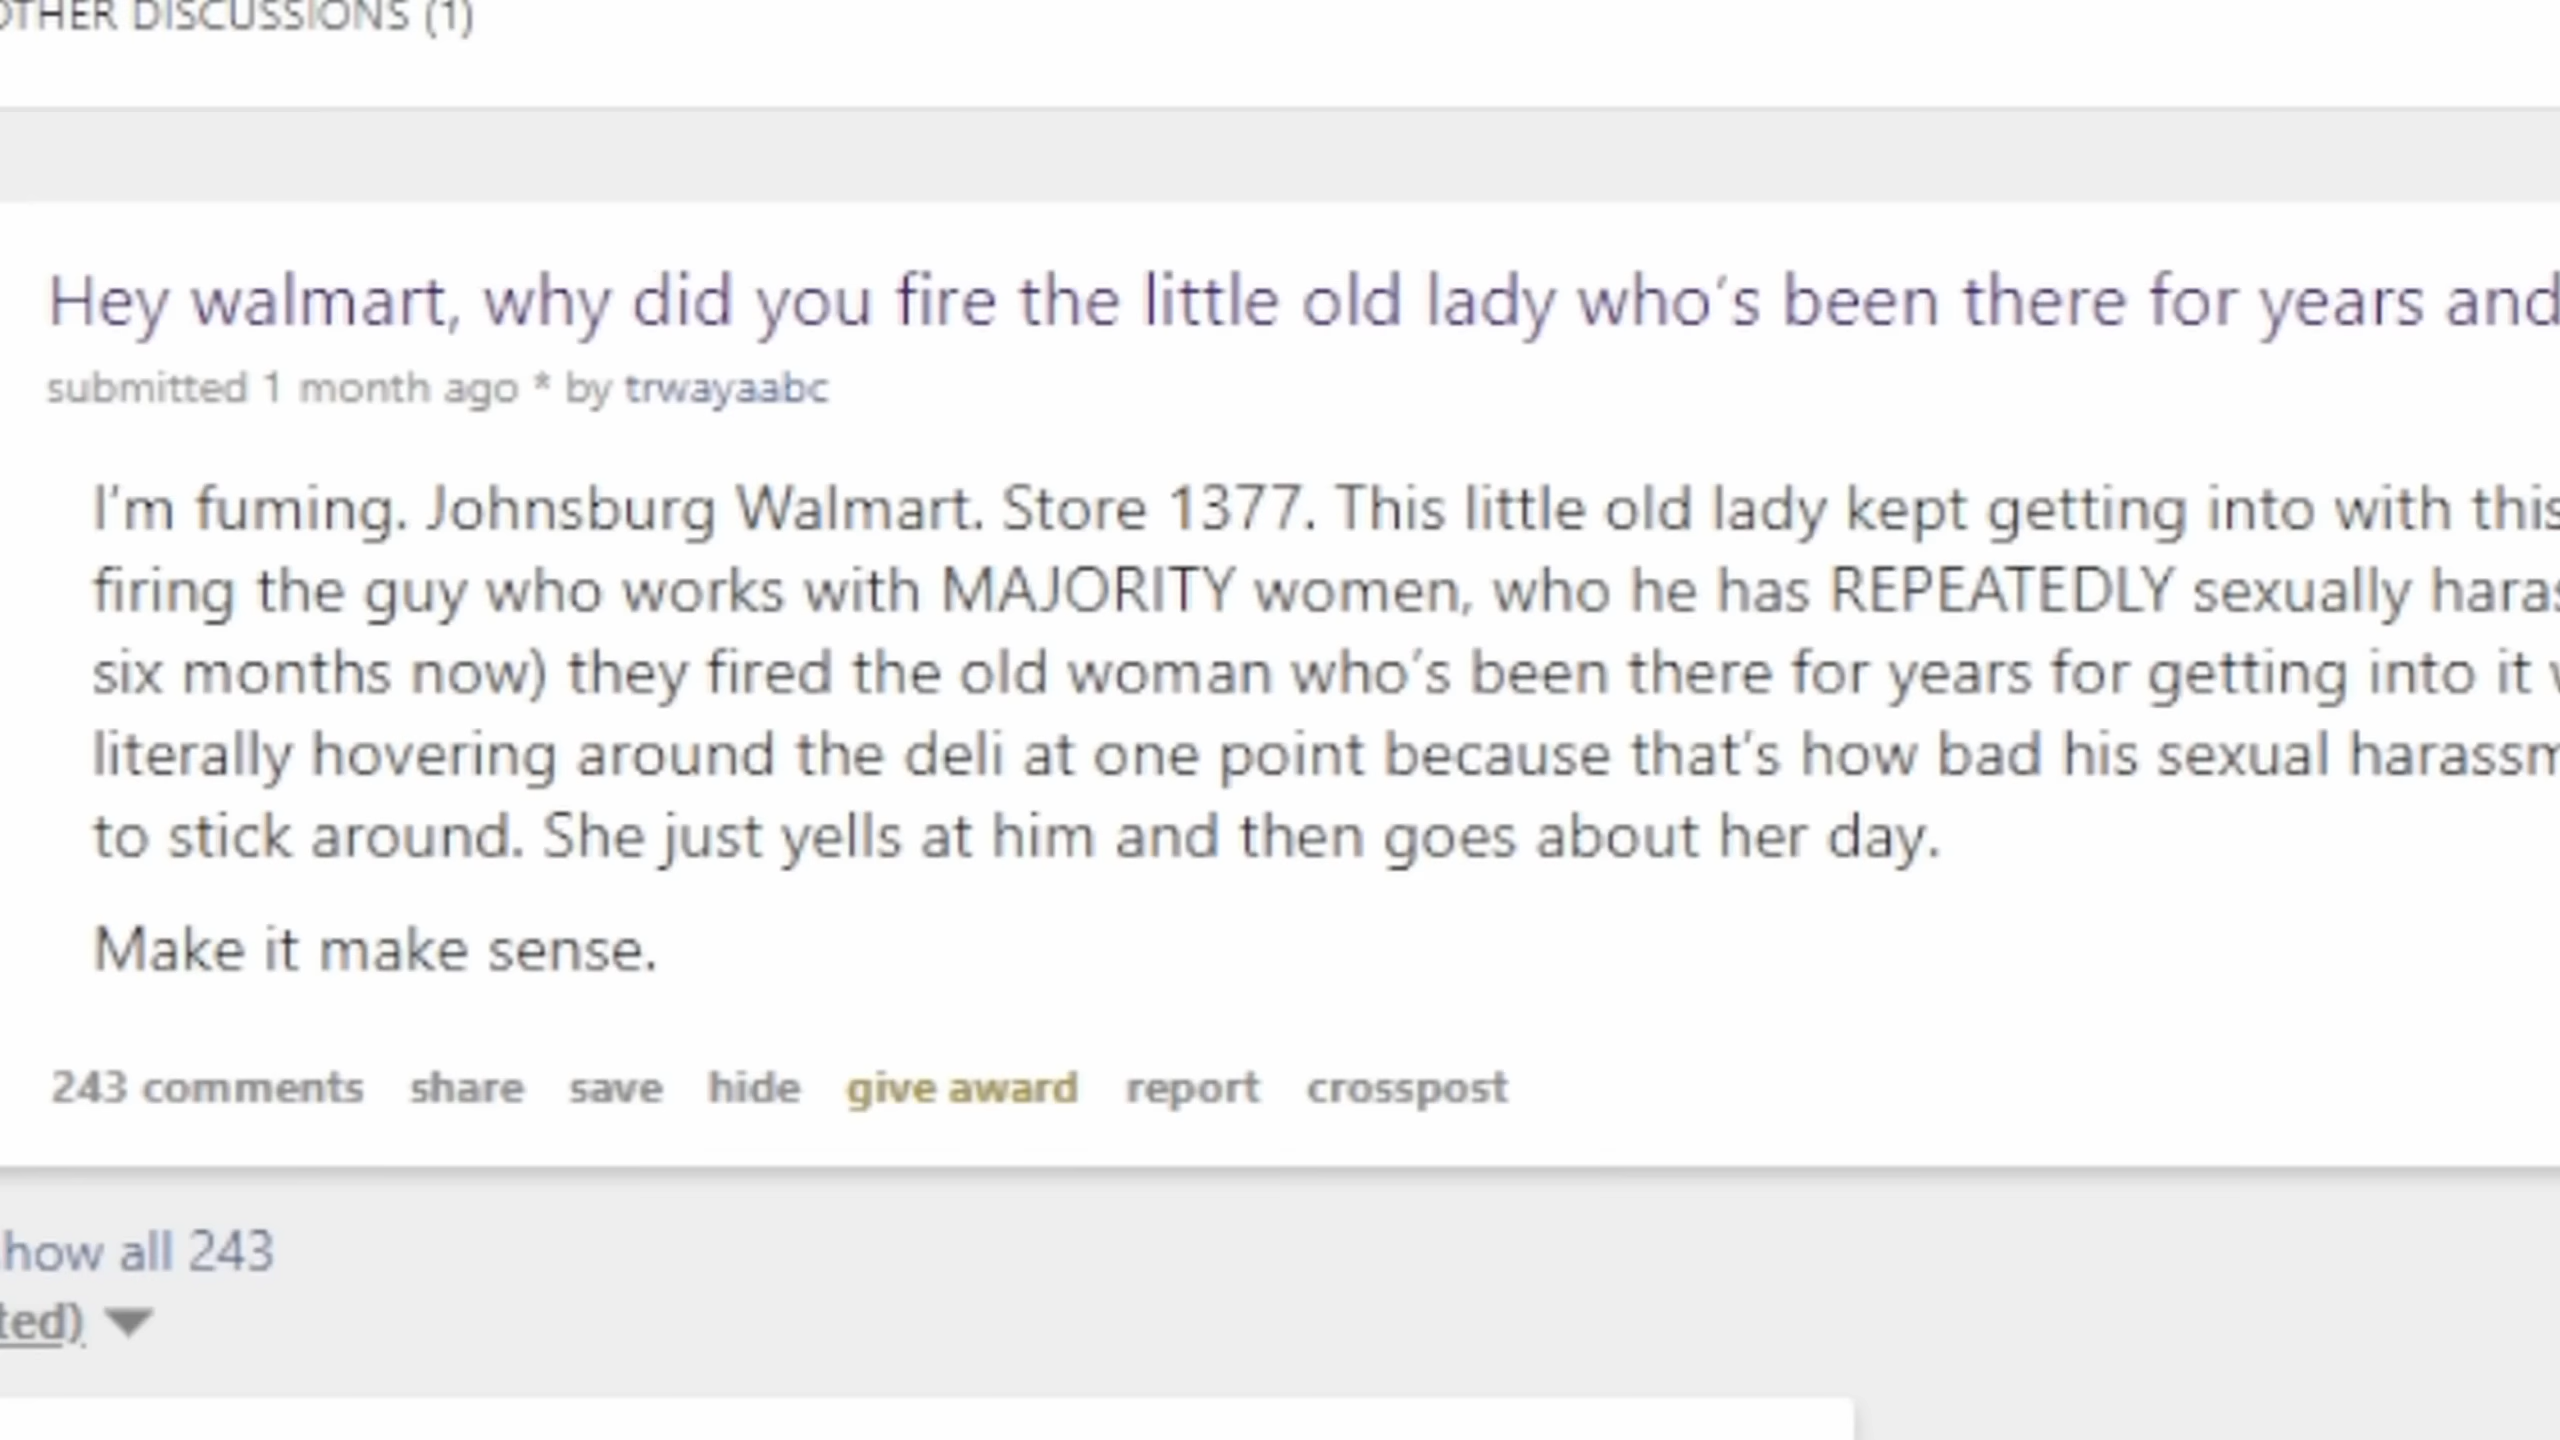 OTHER DISCUSSIONS (1)
Hey walmart, why did you fire the little old lady who's been there for years and
submitted 1 month ago * by trwayaabc
I'm fuming. Johnsburg Walmart. Store 1377. This little old lady kept getting into with this
firing the guy who works with MAJORITY women, who he has REPEATEDLY sexually haras
six months now) they fired the old woman who's been there for years for getting into it
literally hovering around the deli at one point because that's how bad his sexual harassm
to stick around. She just yells at him and then goes about her day.
Make it make sense.
243 comments share save hide give award report crosspost
how all 243
ted)